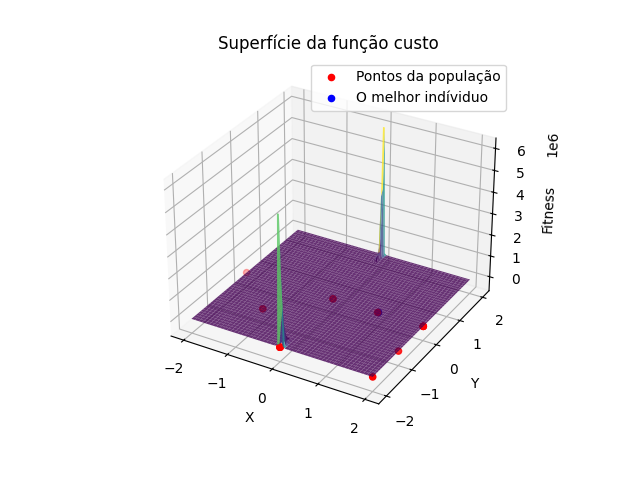 Superfície da função custo
Pontos da população
O melhor indíviduo
1e6
6
5
4
3
2
1
0
Fitness
−2
−1
0
1
2
X
−2
−1
0
1
2
Y